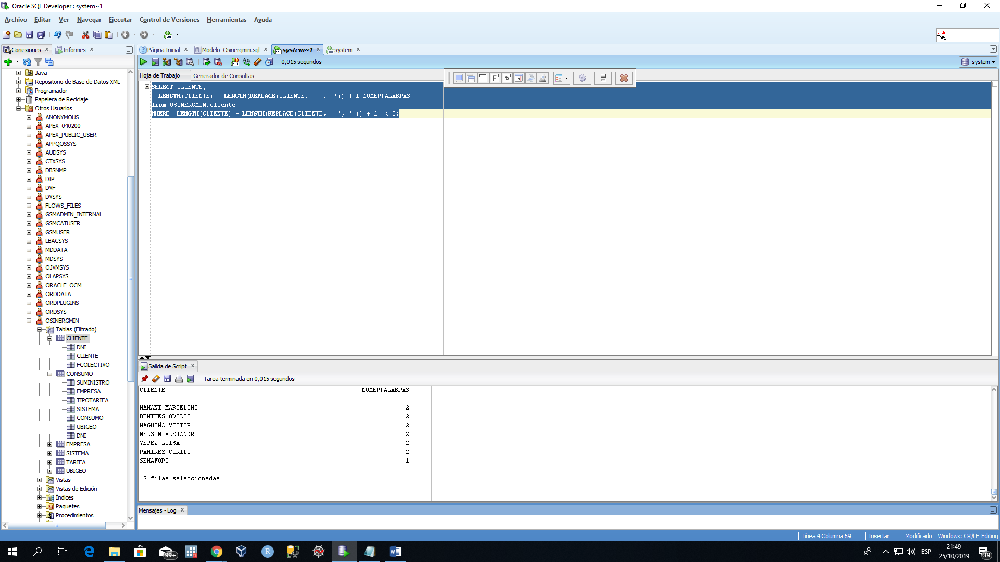 Oracle SQL Developer : system~1
Archivo Editar Ver Navegar Ejecutar Control de Versiones Herramientas Ayuda
ask
Tom
Conexiones x Informes x
Página Inicial x Modelo_Osinergmin.sql x system~1 x system x
0,015 segundos
system
Hoja de Trabajo Generador de Consultas
SELECT CLIENTE,
LENGTH(CLIENTE) - LENGTH(REPLACE(CLIENTE, ' ', '')) + 1 NUMERPALABRAS
from OSINERGMIN.cliente
WHERE LENGTH(CLIENTE) - LENGTH(REPLACE(CLIENTE, ' ', '')) + 1 < 3;
Java
Repositorio de Base de Datos XML
Programador
Papelera de Reciclaje
Otros Usuarios
ANONYMOUS
APEX_040200
APEX_PUBLIC_USER
APPQOSSYS
AUDSYS
CTXSYS
DBSNMP
DIP
DVF
DVSYS
FLOWS_FILES
GSMADMIN_INTERNAL
GSMCATUSER
GSMUSER
LBACSYS
MDDATA
MDSYS
OJVMSYS
OLAPSYS
ORACLE_OCM
ORDDATA
ORDPLUGINS
ORDSYS
OSINERGMIN
Tablas (Filtrado)
CLIENTE
DNI
CLIENTE
FCOLECTIVO
CONSUMO
SUMINISTRO
EMPRESA
TIPOTARIFA
SISTEMA
CONSUMO
UBIGEO
DNI
EMPRESA
SISTEMA
TARIFA
UBIGEO
Vistas
Vistas de Edición
Índices
Paquetes
Procedimientos
Salida de Script x
Tarea terminada en 0,015 segundos
CLIENTE NUMERPALABRAS
------------------------------------------------------------ -------------
MAMANI MARCELINO 2
BENITES ODILIO 2
MAGUIÑA VICTOR 2
NELSON ALEJANDRO 2
YEPEZ LUISA 2
RAMIREZ CIRILO 2
SEMAFORO 1
7 filas seleccionadas
Mensajes - Log x
Línea 4 Columna 69 Insertar Modificado Windows: CR/LF Editing
99+ ESP 21:49
25/10/2019 39